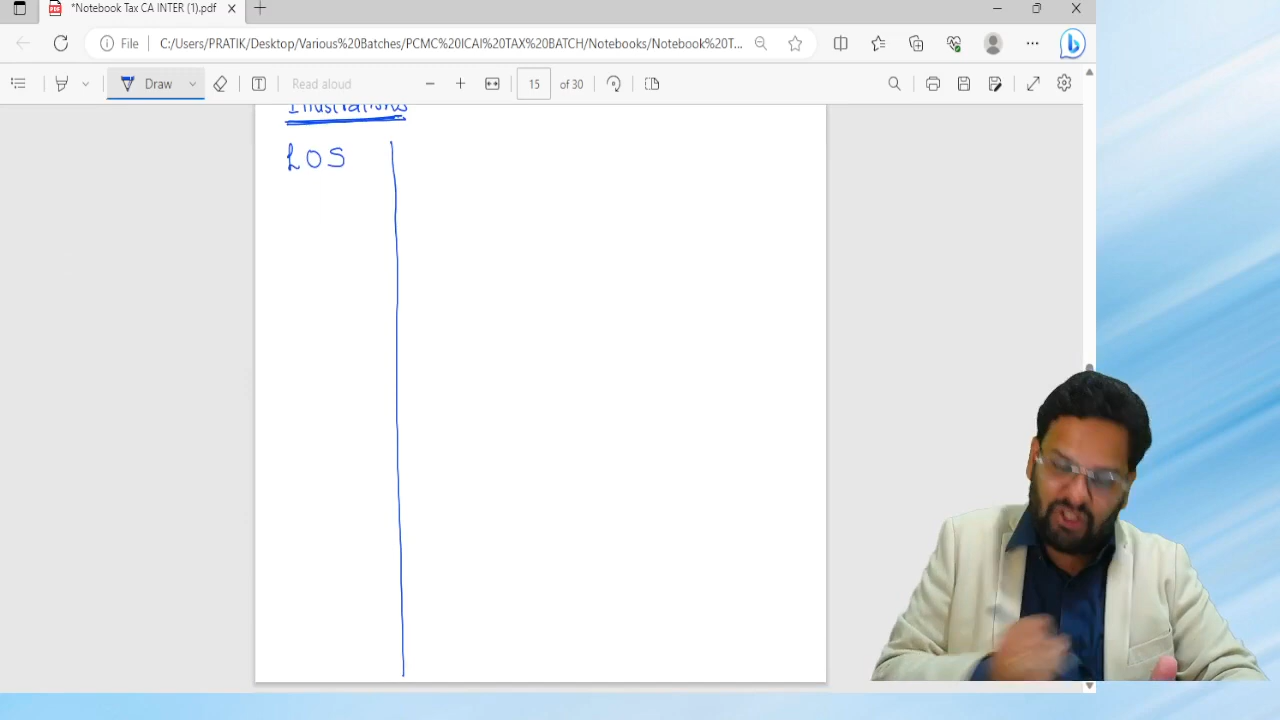 *Notebook Tax CA INTER (1).pdf
File C:/Users/PRATIK/Desktop/Various%20Batches/PCMC%20ICAI%20TAX%20BATCH/Notebooks/Notebook%20T...
Draw Read aloud 15 of 30
Illustrations
LOS